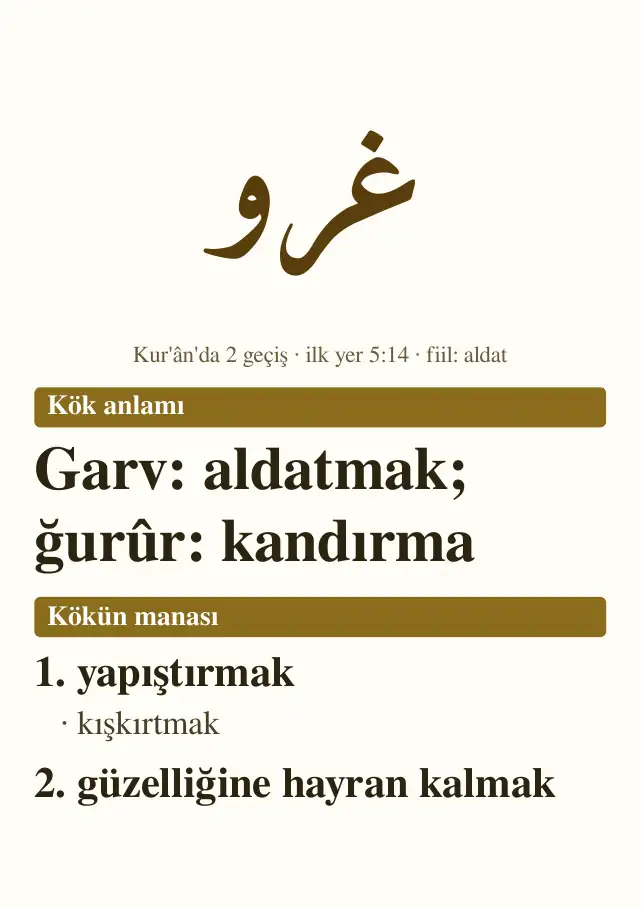 غرو
Kur'ân'da 2 geçiş · ilk yer 5:14 · fiil: aldat
Kök anlamı
Garv: aldatmak;
ğurûr: kandırma
Kökün manası
1. yapıştırmak
· kışkırtmak
2. güzelliğine hayran kalmak